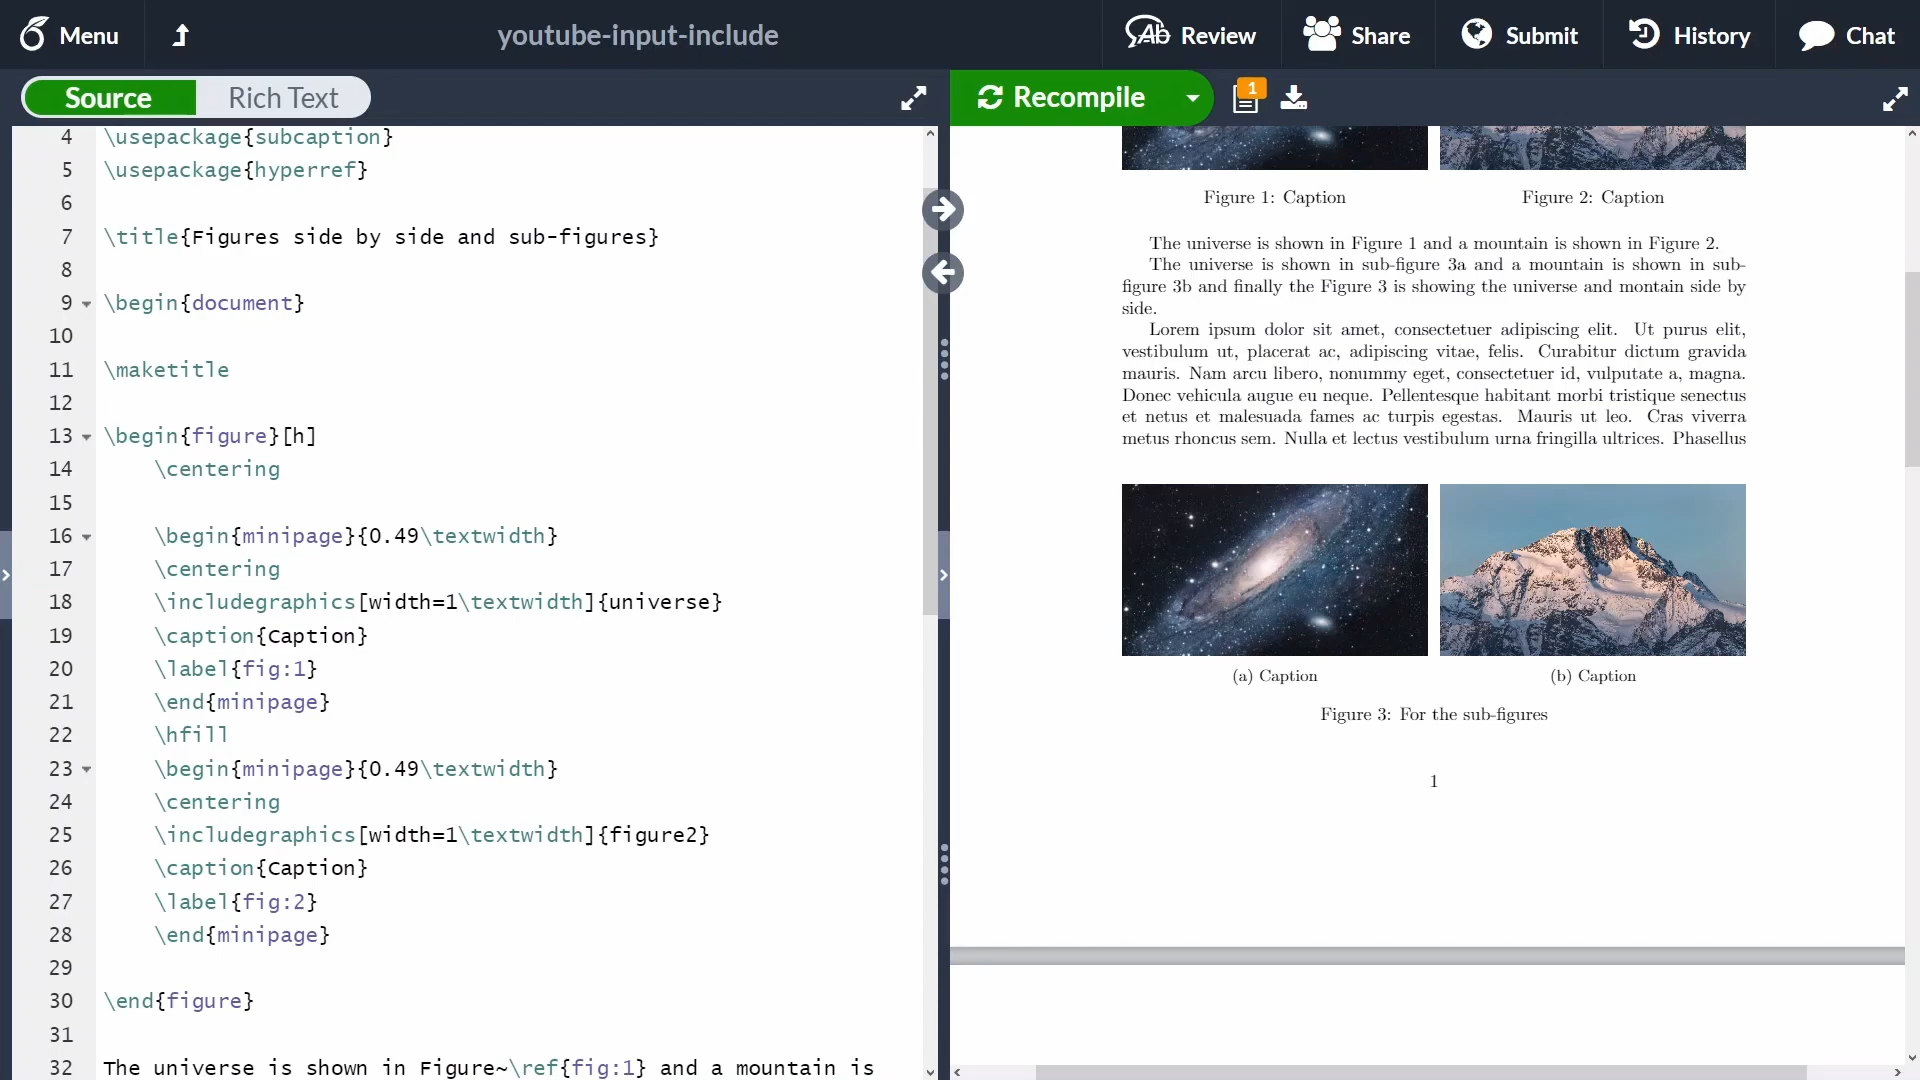 Menu
youtube-input-include
Review
Share
Submit
History
Chat
Source
Rich Text
Recompile
1
4 \usepackage{subcaption}
5 \usepackage{hyperref}
6
7 \title{Figures side by side and sub-figures}
8
9 \begin{document}
10
11 \maketitle
12
13 \begin{figure}[h]
14 \centering
15
16 \begin{minipage}{0.49\textwidth}
17 \centering
18 \includegraphics[width=1\textwidth]{universe}
19 \caption{Caption}
20 \label{fig:1}
21 \end{minipage}
22 \hfill
23 \begin{minipage}{0.49\textwidth}
24 \centering
25 \includegraphics[width=1\textwidth]{figure2}
26 \caption{Caption}
27 \label{fig:2}
28 \end{minipage}
29
30 \end{figure}
31
32 The universe is shown in Figure~\ref{fig:1} and a mountain is
Figure 1: Caption
Figure 2: Caption
The universe is shown in Figure 1 and a mountain is shown in Figure 2.
The universe is shown in sub-figure 3a and a mountain is shown in sub-
figure 3b and finally the Figure 3 is showing the universe and montain side by
side.
Lorem ipsum dolor sit amet, consectetuer adipiscing elit. Ut purus elit,
vestibulum ut, placerat ac, adipiscing vitae, felis. Curabitur dictum gravida
mauris. Nam arcu libero, nonummy eget, consectetuer id, vulputate a, magna.
Donec vehicula augue eu neque. Pellentesque habitant morbi tristique senectus
et netus et malesuada fames ac turpis egestas. Mauris ut leo. Cras viverra
metus rhoncus sem. Nulla et lectus vestibulum urna fringilla ultrices. Phasellus
(a) Caption
(b) Caption
Figure 3: For the sub-figures
1